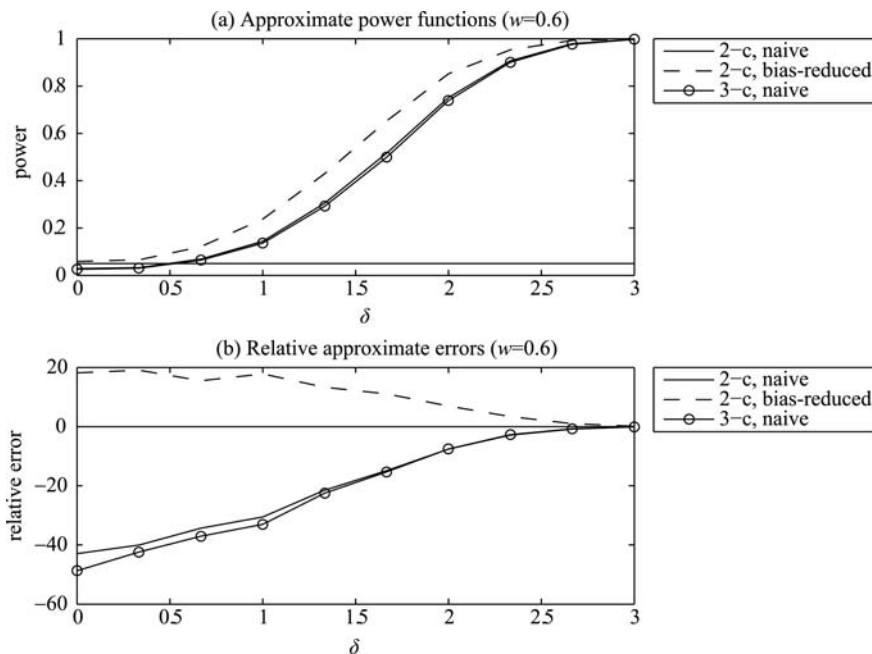 (a) Approximate power functions (w=0.6)
1
0.8
0.6
0.4
0.2
0
power
0 0.5 1 1.5 2 2.5 3
δ
2−c, naive
2−c, bias-reduced
3−c, naive
(b) Relative approximate errors (w=0.6)
20
0
−20
−40
−60
relative error
0 0.5 1 1.5 2 2.5 3
δ
2−c, naive
2−c, bias-reduced
3−c, naive